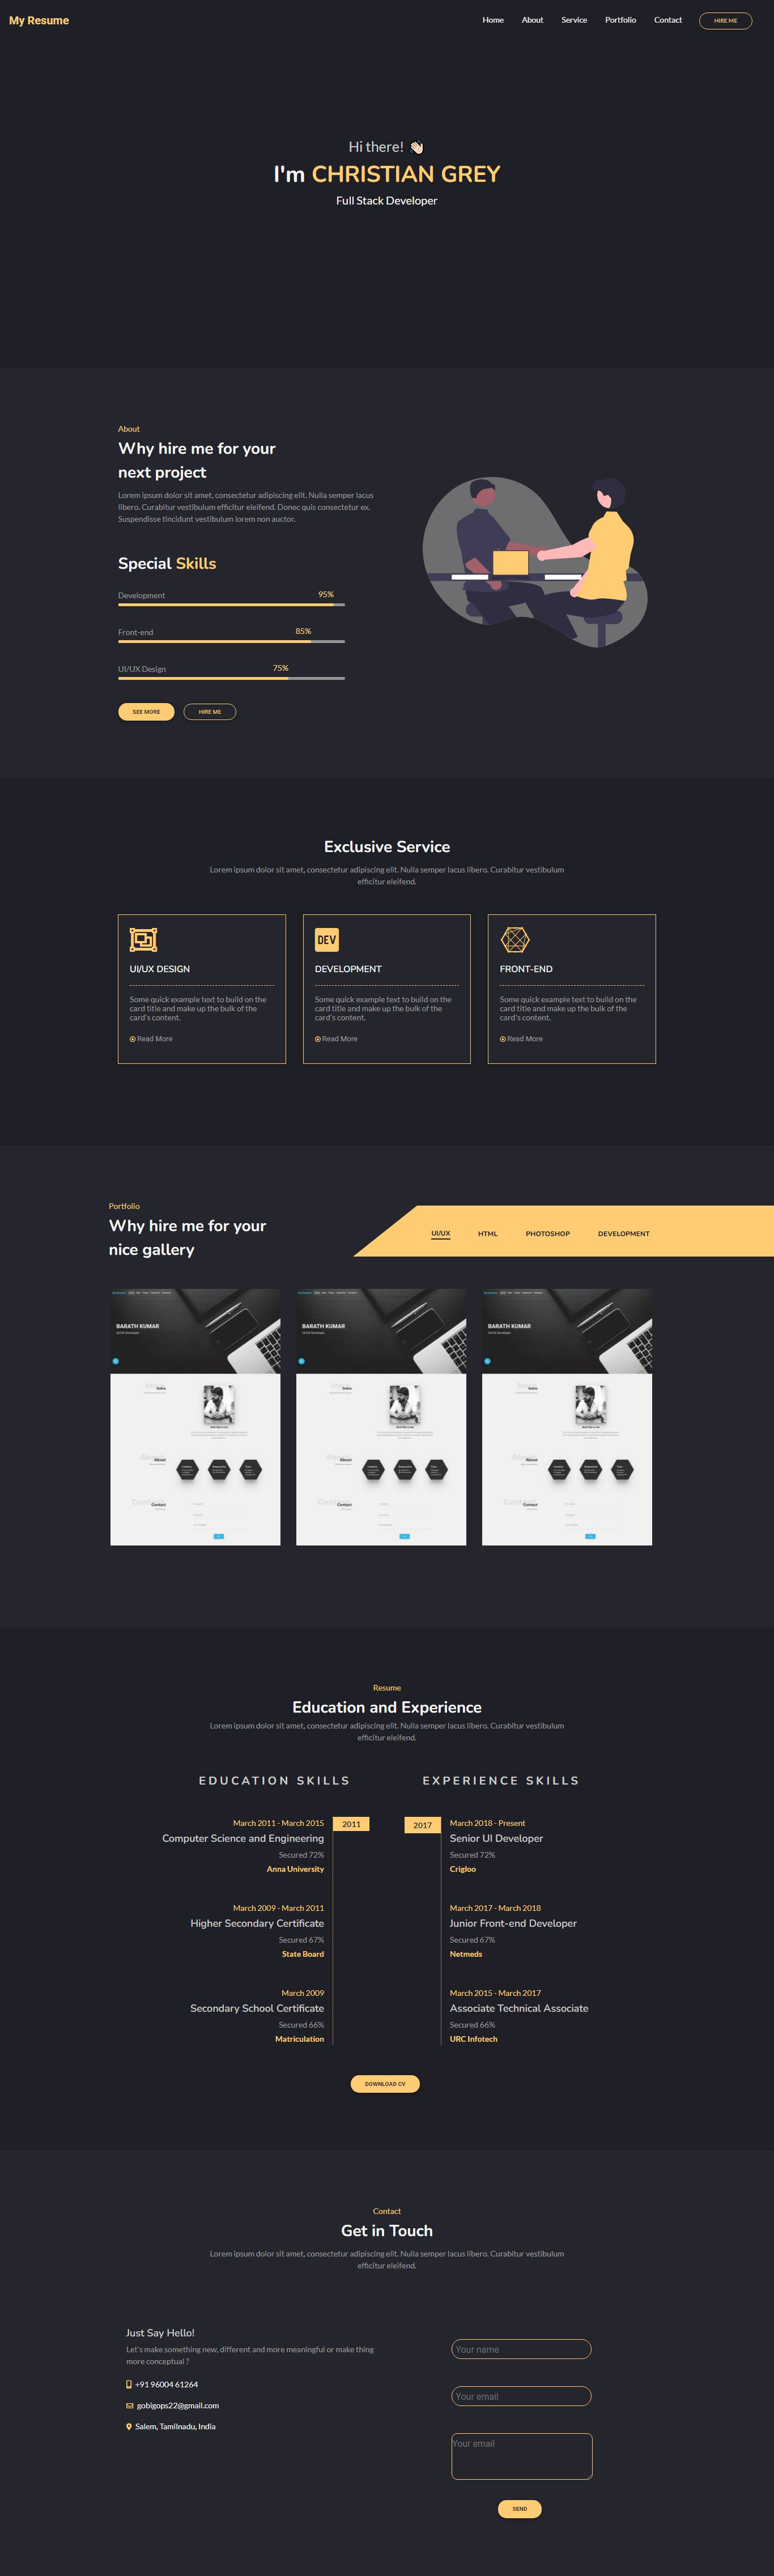 My Resume
Home About Service Portfolio Contact HIRE ME
Hi there!
I'm CHRISTIAN GREY
Full Stack Developer
About
Why hire me for your
next project
Lorem ipsum dolor sit amet, consectetur adipiscing elit. Nulla semper lacus
libero. Curabitur vestibulum efficitur eleifend. Donec quis consectetur ex.
Suspendisse tincidunt vestibulum lorem non auctor.
Special Skills
Development 95%
Front-end 85%
UI/UX Design 75%
SEE MORE HIRE ME
Exclusive Service
Lorem ipsum dolor sit amet, consectetur adipiscing elit. Nulla semper lacus libero. Curabitur vestibulum
efficitur eleifend.
UI/UX DESIGN
Some quick example text to build on the
card title and make up the bulk of the
card's content.
Read More
DEV
DEVELOPMENT
Some quick example text to build on the
card title and make up the bulk of the
card's content.
Read More
FRONT-END
Some quick example text to build on the
card title and make up the bulk of the
card's content.
Read More
Portfolio
Why hire me for your
nice gallery
UI/UX HTML PHOTOSHOP DEVELOPMENT
BARATH KUMAR
About
Contact
BARATH KUMAR
About
Contact
BARATH KUMAR
About
Contact
Resume
Education and Experience
Lorem ipsum dolor sit amet, consectetur adipiscing elit. Nulla semper lacus libero. Curabitur vestibulum
efficitur eleifend.
EDUCATION SKILLS
2011
March 2011 - March 2015
Computer Science and Engineering
Secured 72%
Anna University
March 2009 - March 2011
Higher Secondary Certificate
Secured 67%
State Board
March 2009
Secondary School Certificate
Secured 66%
Matriculation
EXPERIENCE SKILLS
2017
March 2018 - Present
Senior UI Developer
Secured 72%
Crigloo
March 2017 - March 2018
Junior Front-end Developer
Secured 67%
Netmeds
March 2015 - March 2017
Associate Technical Associate
Secured 66%
URC Infotech
DOWNLOAD CV
Contact
Get in Touch
Lorem ipsum dolor sit amet, consectetur adipiscing elit. Nulla semper lacus libero. Curabitur vestibulum
efficitur eleifend.
Just Say Hello!
Let's make something new, different and more meaningful or make thing
more conceptual ?
+91 96004 61264
gobigops22@gmail.com
Salem, Tamilnadu, India
Your name
Your email
Your email
SEND